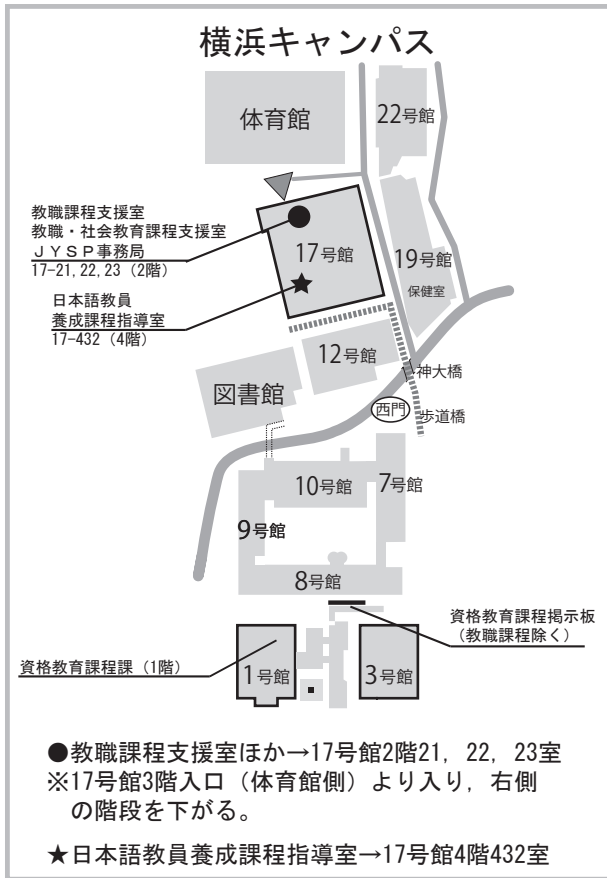 横浜キャンパス
体育館
22号館
教職課程支援室
教職・社会教育課程支援室
ＪＹＳＰ事務局
17-21, 22, 23（2階）
17号館
19号館
保健室
日本語教員
養成課程指導室
17-432（4階）
12号館
神大橋
図書館
西門
歩道橋
10号館
7号館
9号館
8号館
資格教育課程掲示板
（教職課程除く）
資格教育課程課（1階）
1号館
3号館
●教職課程支援室ほか→17号館2階21，22，23室
※17号館3階入口（体育館側）より入り，右側
の階段を下がる。
★日本語教員養成課程指導室→17号館4階432室